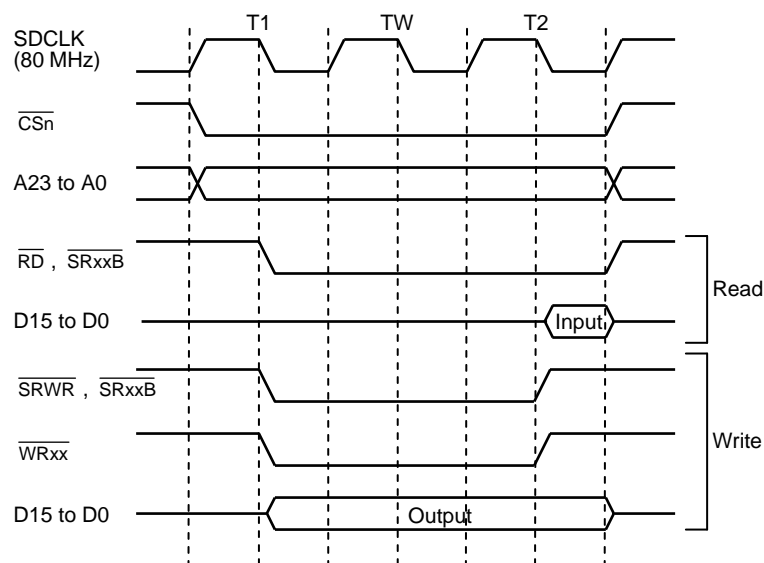 T1 TW T2
SDCLK
(80 MHz)
CSn
A23 to A0
RD , SRxxB
Read
D15 to D0 Input
SRWR , SRxxB
Write
WRxx
D15 to D0 Output